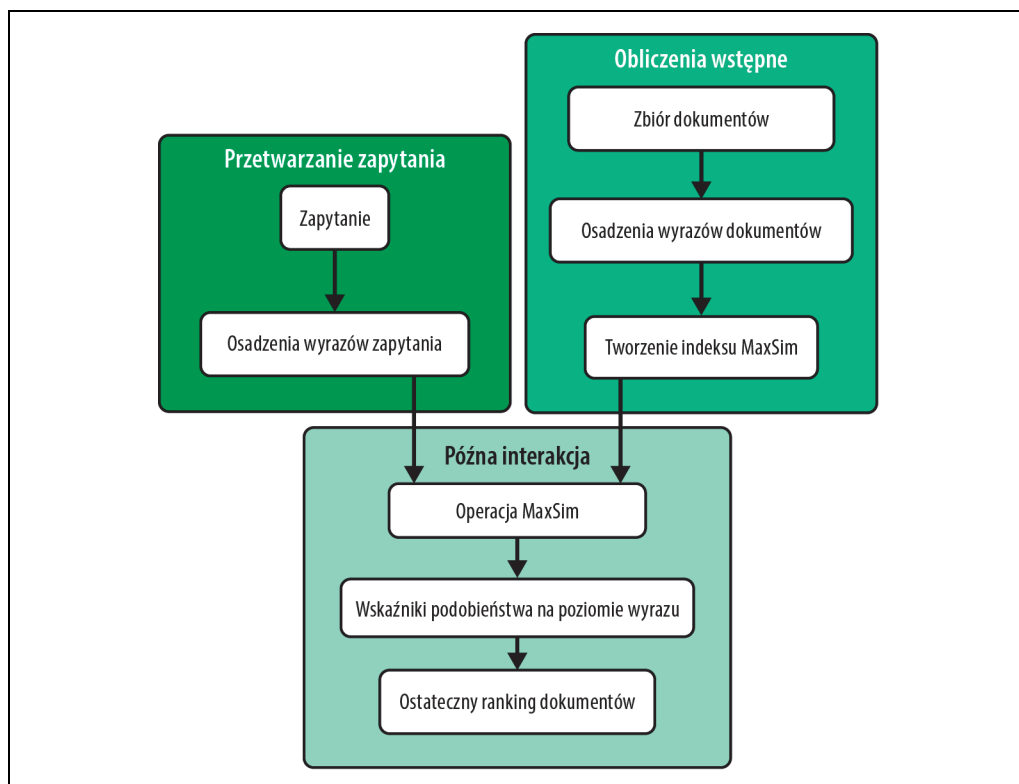 Obliczenia wstępne
Zbiór dokumentów
Osadzenia wyrazów dokumentów
Tworzenie indeksu MaxSim
Przetwarzanie zapytania
Zapytanie
Osadzenia wyrazów zapytania
Późna interakcja
Operacja MaxSim
Wskaźniki podobieństwa na poziomie wyrazu
Ostateczny ranking dokumentów